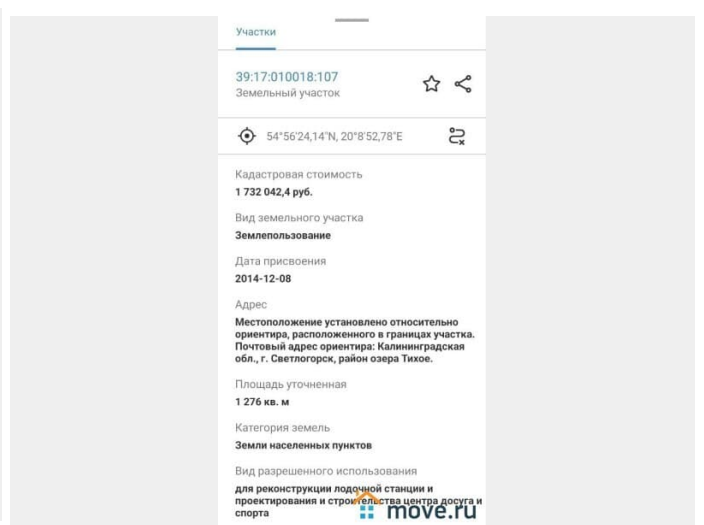 Участки
39:17:010018:107
Земельный участок
54°56'24,14"N, 20°8'52,78"E
Кадастровая стоимость
1 732 042,4 руб.
Вид земельного участка
Землепользование
Дата присвоения
2014-12-08
Адрес
Местоположение установлено относительно
ориентира, расположенного в границах участка.
Почтовый адрес ориентира: Калининградская
обл., г. Светлогорск, район озера Тихое.
Площадь уточненная
1 276 кв. м
Категория земель
Земли населенных пунктов
Вид разрешенного использования
для реконструкции лодочной станции и
проектирования и строительства центра досуга и
спорта
move.ru